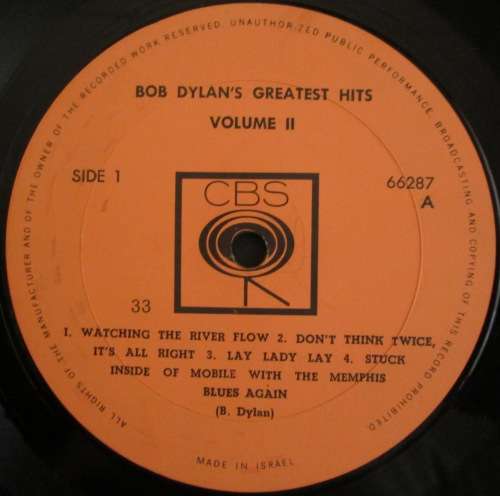 ALL RIGHTS OF THE MANUFACTURER AND OF THE OWNER OF THE RECORDED WORK RESERVED. UNAUTHORIZED PUBLIC PERFORMANCE, BROADCASTING AND COPYING OF THIS RECORD PROHIBITED.
BOB DYLAN'S GREATEST HITS
VOLUME II
SIDE 1
66287
A
CBS
33
1. WATCHING THE RIVER FLOW 2. DON'T THINK TWICE,
IT'S ALL RIGHT 3. LAY LADY LAY 4. STUCK
INSIDE OF MOBILE WITH THE MEMPHIS
BLUES AGAIN
(B. Dylan)
MADE IN ISRAEL